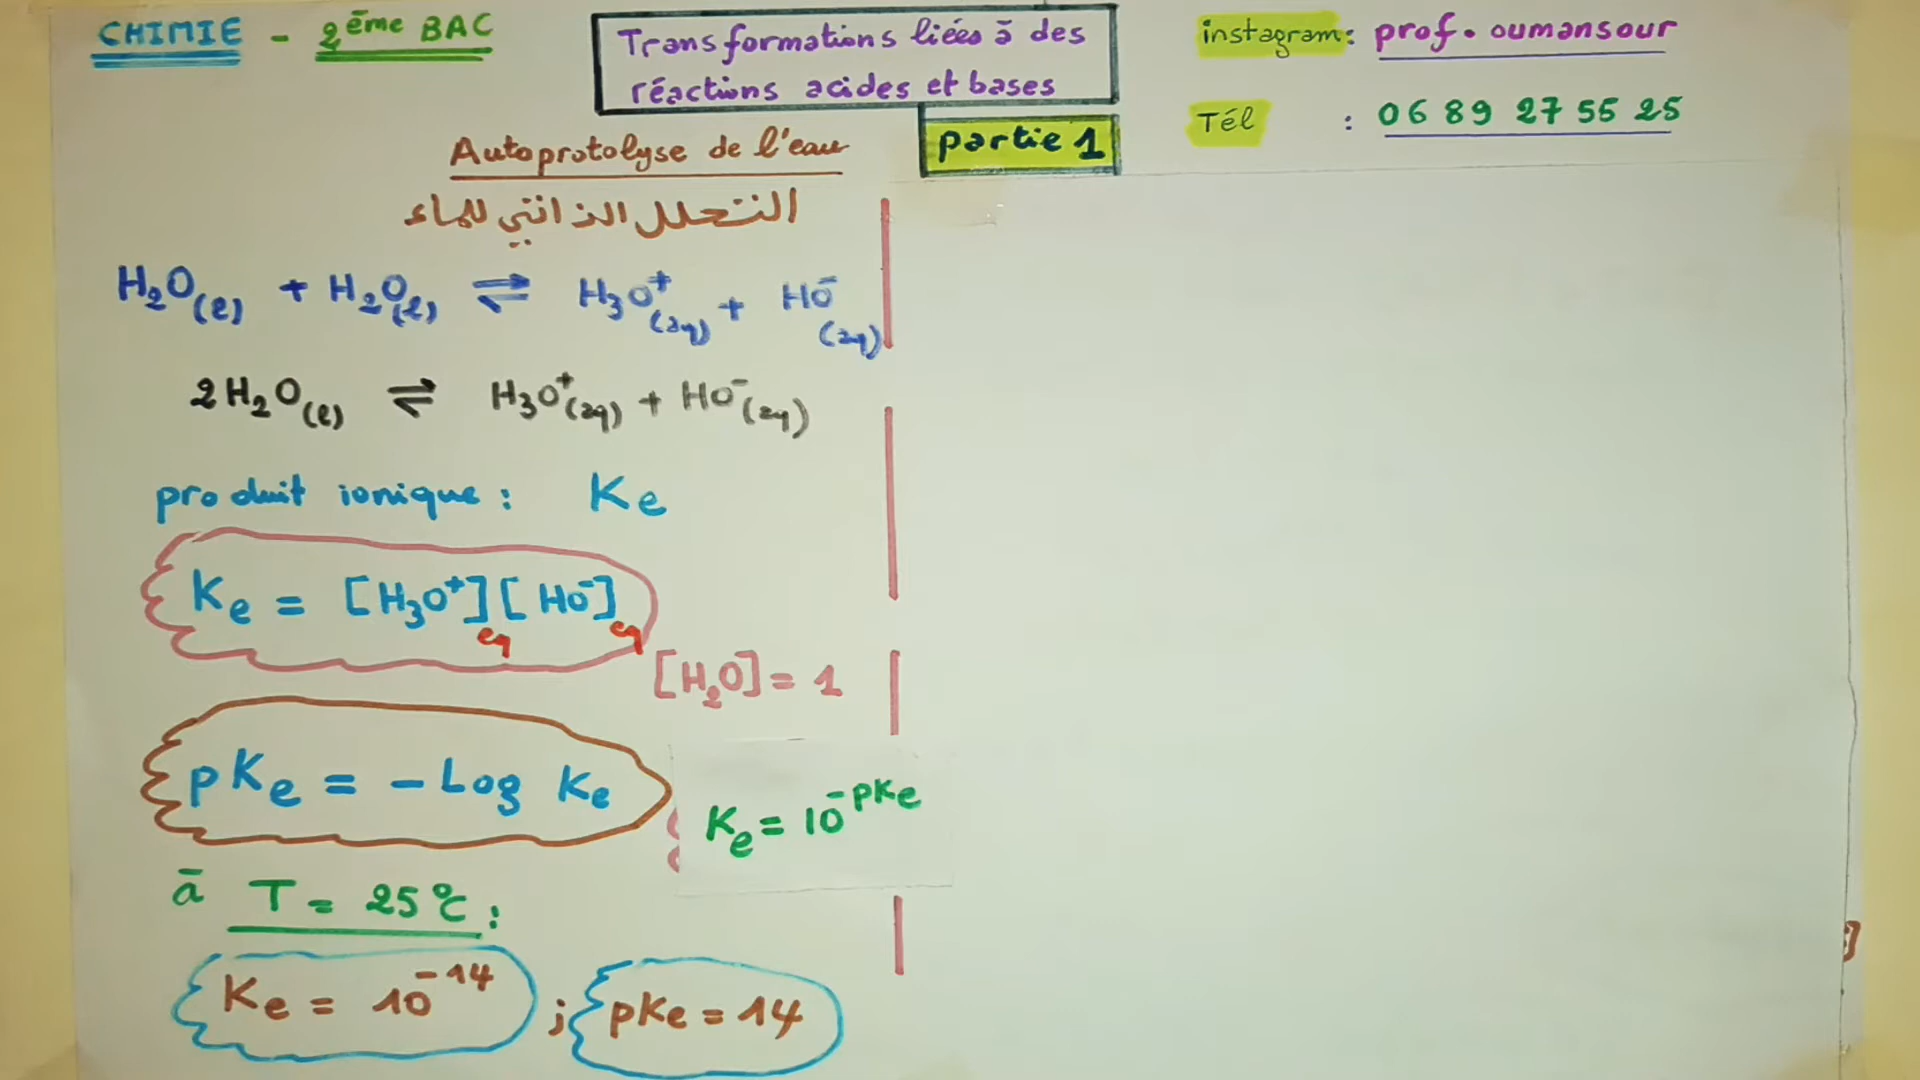 CHIMIE - 2ème BAC
Transformations liées à des
réactions acides et bases
partie 1
instagram : prof. oumansour
Tél : 06 89 27 55 25
Autoprotolyse de l'eau
التحلل الذاتي للماء
H₂O(l) + H₂O(l) ⇌ H₃O⁺(aq) + HO⁻(aq)
2H₂O(l) ⇌ H₃O⁺(aq) + HO⁻(aq)
produit ionique : Ke
Ke = [H₃O⁺]eq [HO⁻]eq
[H₂O] = 1
pKe = - Log Ke
Ke = 10^-pKe
à T = 25°C :
Ke = 10^-14 ; pKe = 14